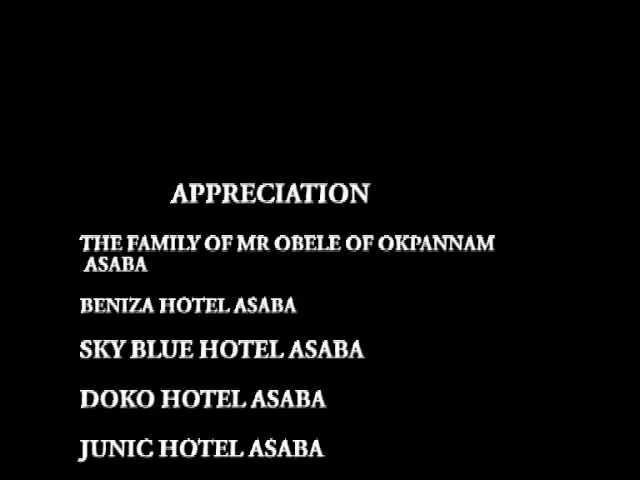 APPRECIATION
THE FAMILY OF MR OBELE OF OKPANNAM
ASABA
BENIZA HOTEL ASABA
SKY BLUE HOTEL ASABA
DOKO HOTEL ASABA
JUNIC HOTEL ASABA